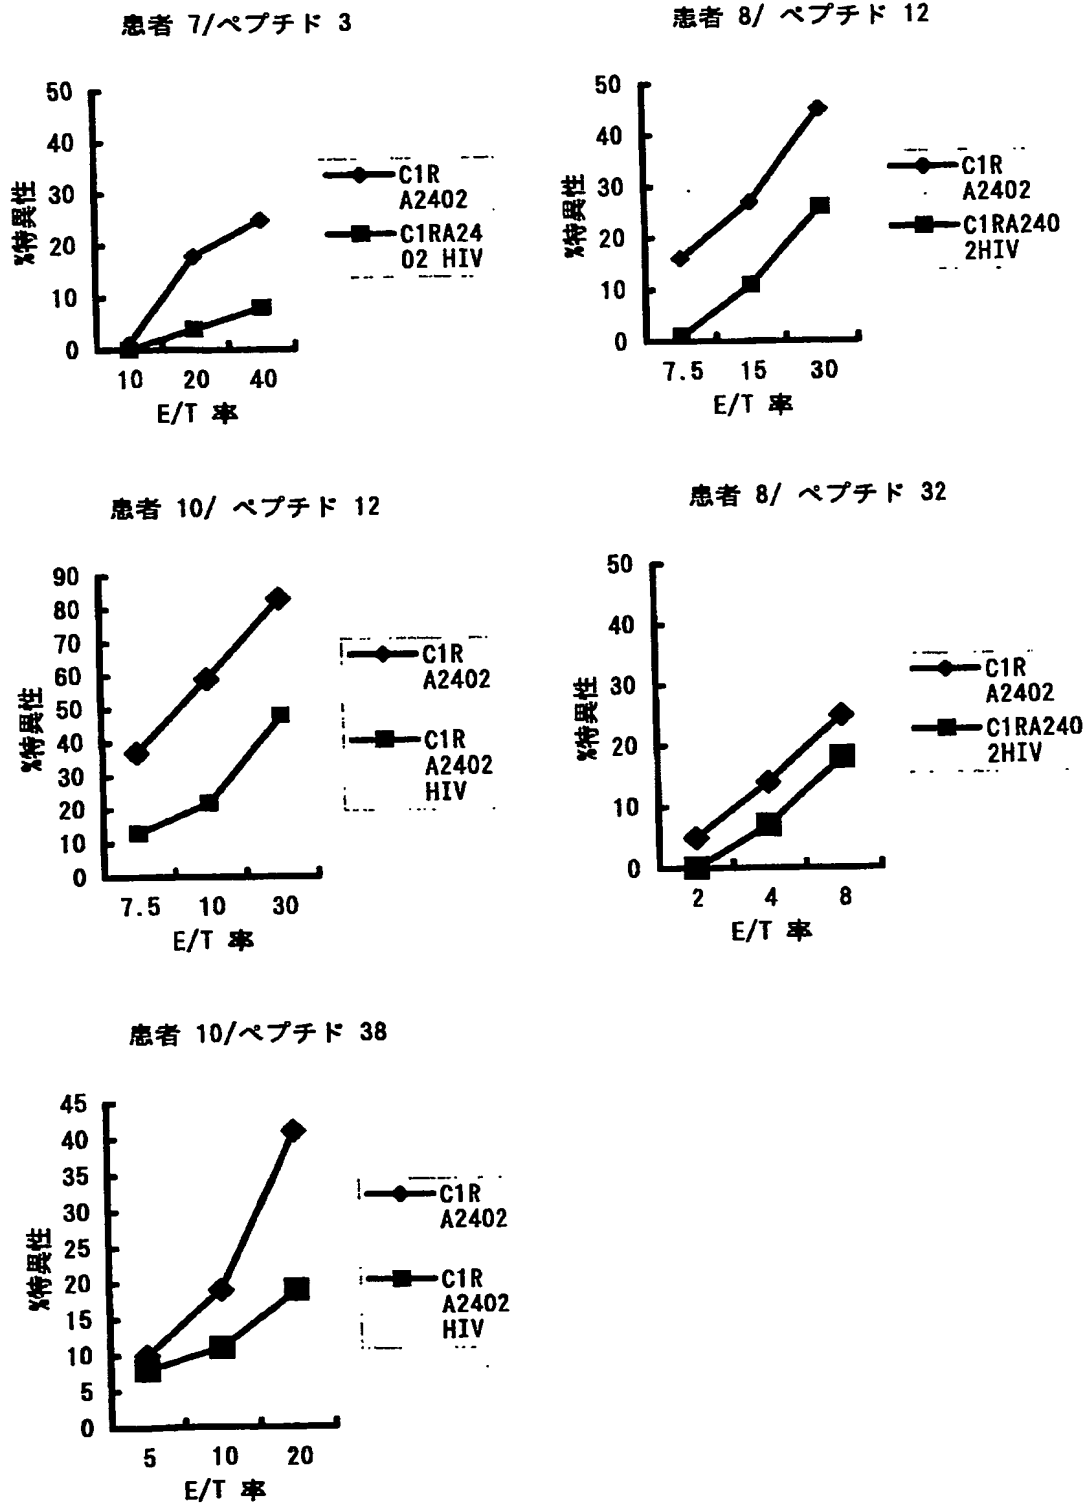 患者 7/ペプチド 3
50
40
30
20
10
0
%特異性
10 20 40
E/T 率
C1R
A2402
C1RA24
02 HIV
患者 8/ ペプチド 12
50
40
30
20
10
0
%特異性
7.5 15 30
E/T 率
C1R
A2402
C1RA240
2HIV
患者 10/ ペプチド 12
90
80
70
60
50
40
30
20
10
0
%特異性
7.5 10 30
E/T 率
C1R
A2402
C1R
A2402
HIV
患者 8/ ペプチド 32
50
40
30
20
10
0
%特異性
2 4 8
E/T 率
C1R
A2402
C1RA240
2HIV
患者 10/ペプチド 38
45
40
35
30
25
20
15
10
5
0
%特異性
5 10 20
E/T 率
C1R
A2402
C1R
A2402
HIV